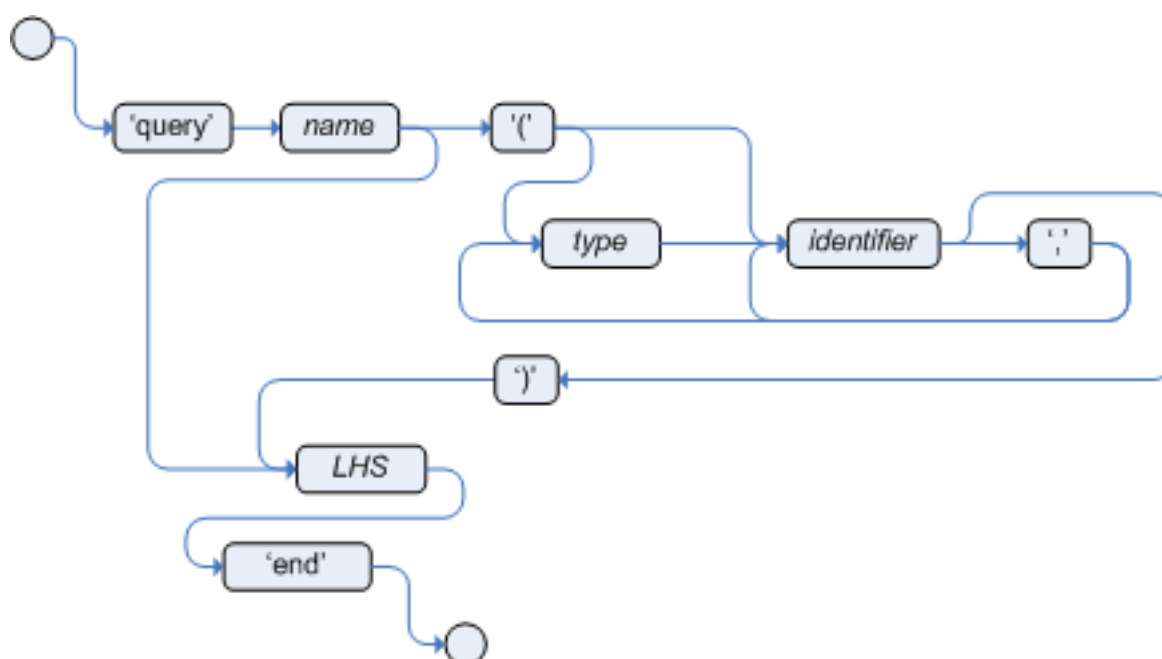 ‘query’ name '('
type identifier ‘,’
‘)’
LHS
‘end’